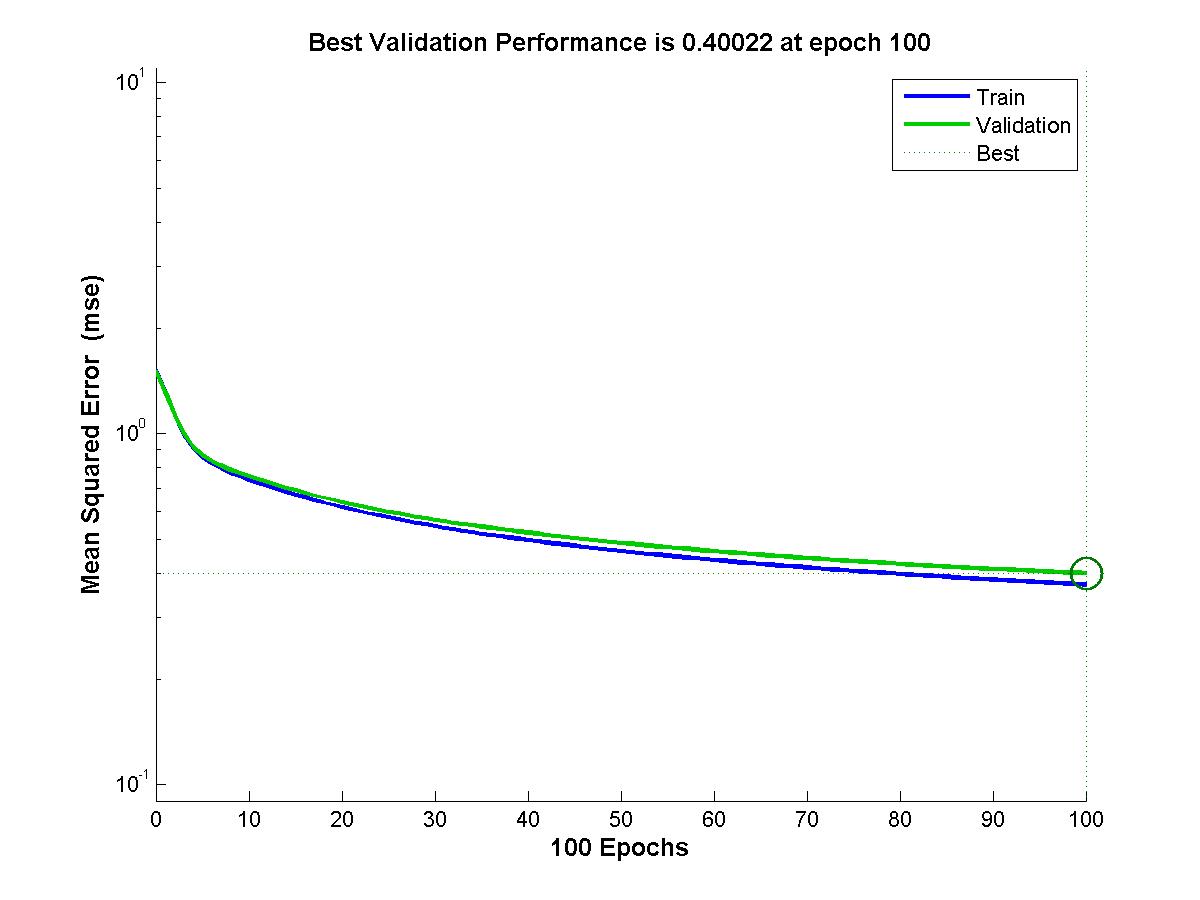 Best Validation Performance is 0.40022 at epoch 100
10^1
Train
Validation
Best
Mean Squared Error (mse)
10^0
10^-1
0 10 20 30 40 50 60 70 80 90 100
100 Epochs